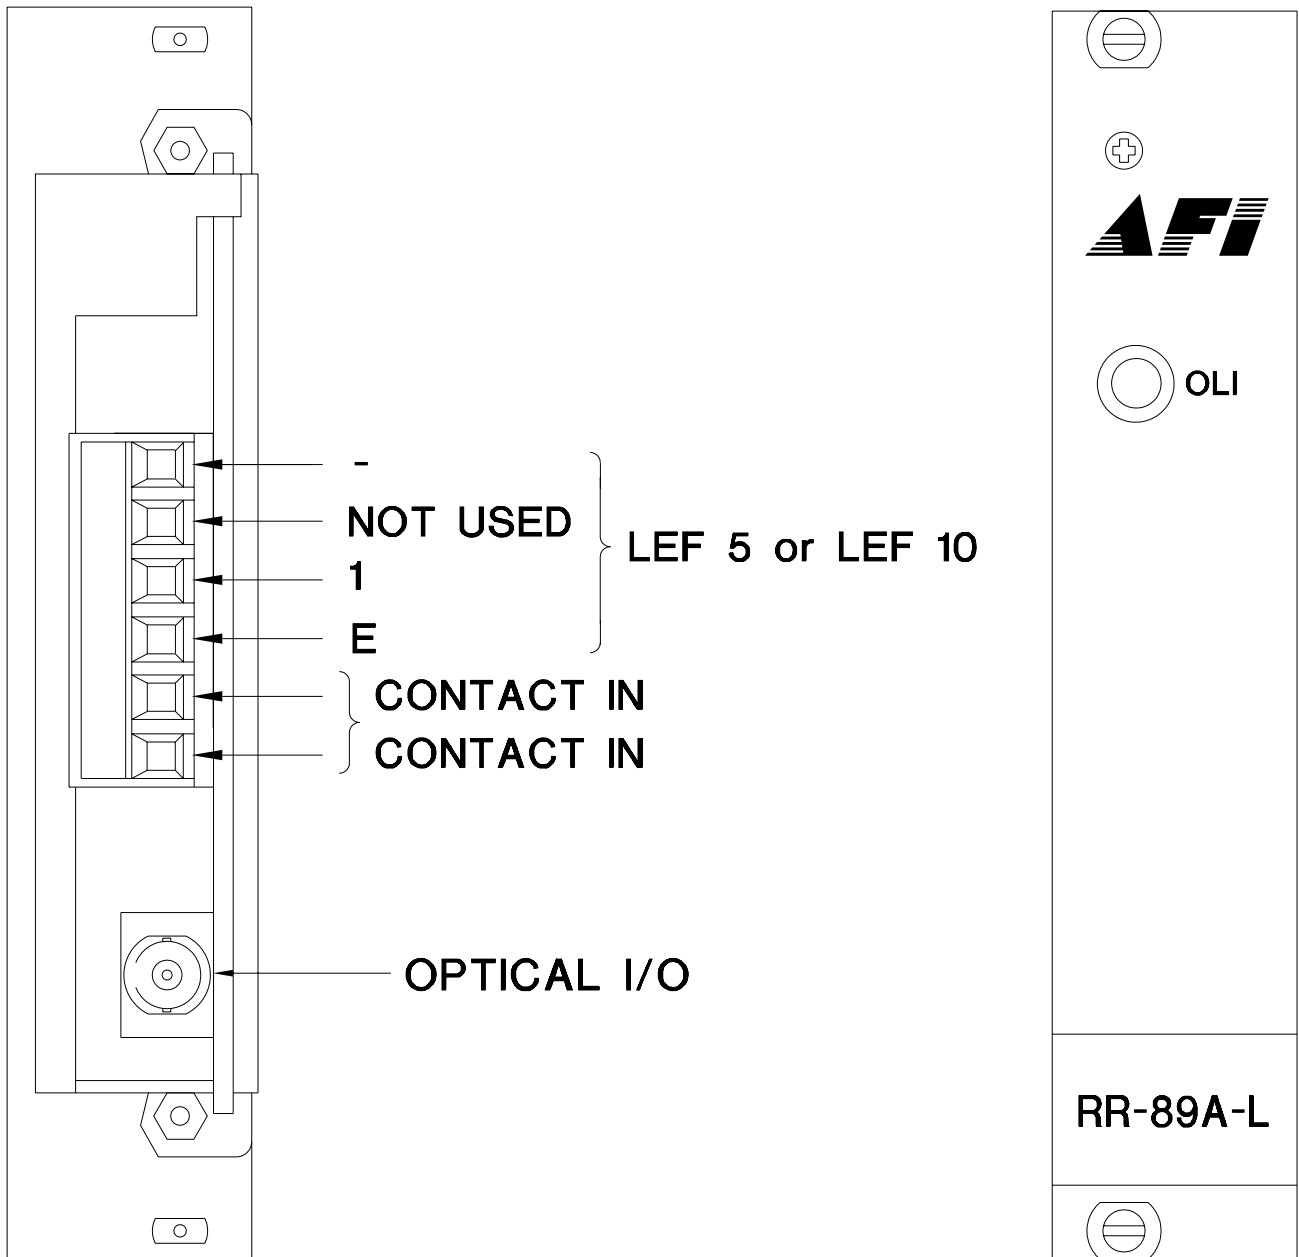 AFI
OLI
-
NOT USED
1
E
LEF 5 or LEF 10
CONTACT IN
CONTACT IN
OPTICAL I/O
RR-89A-L